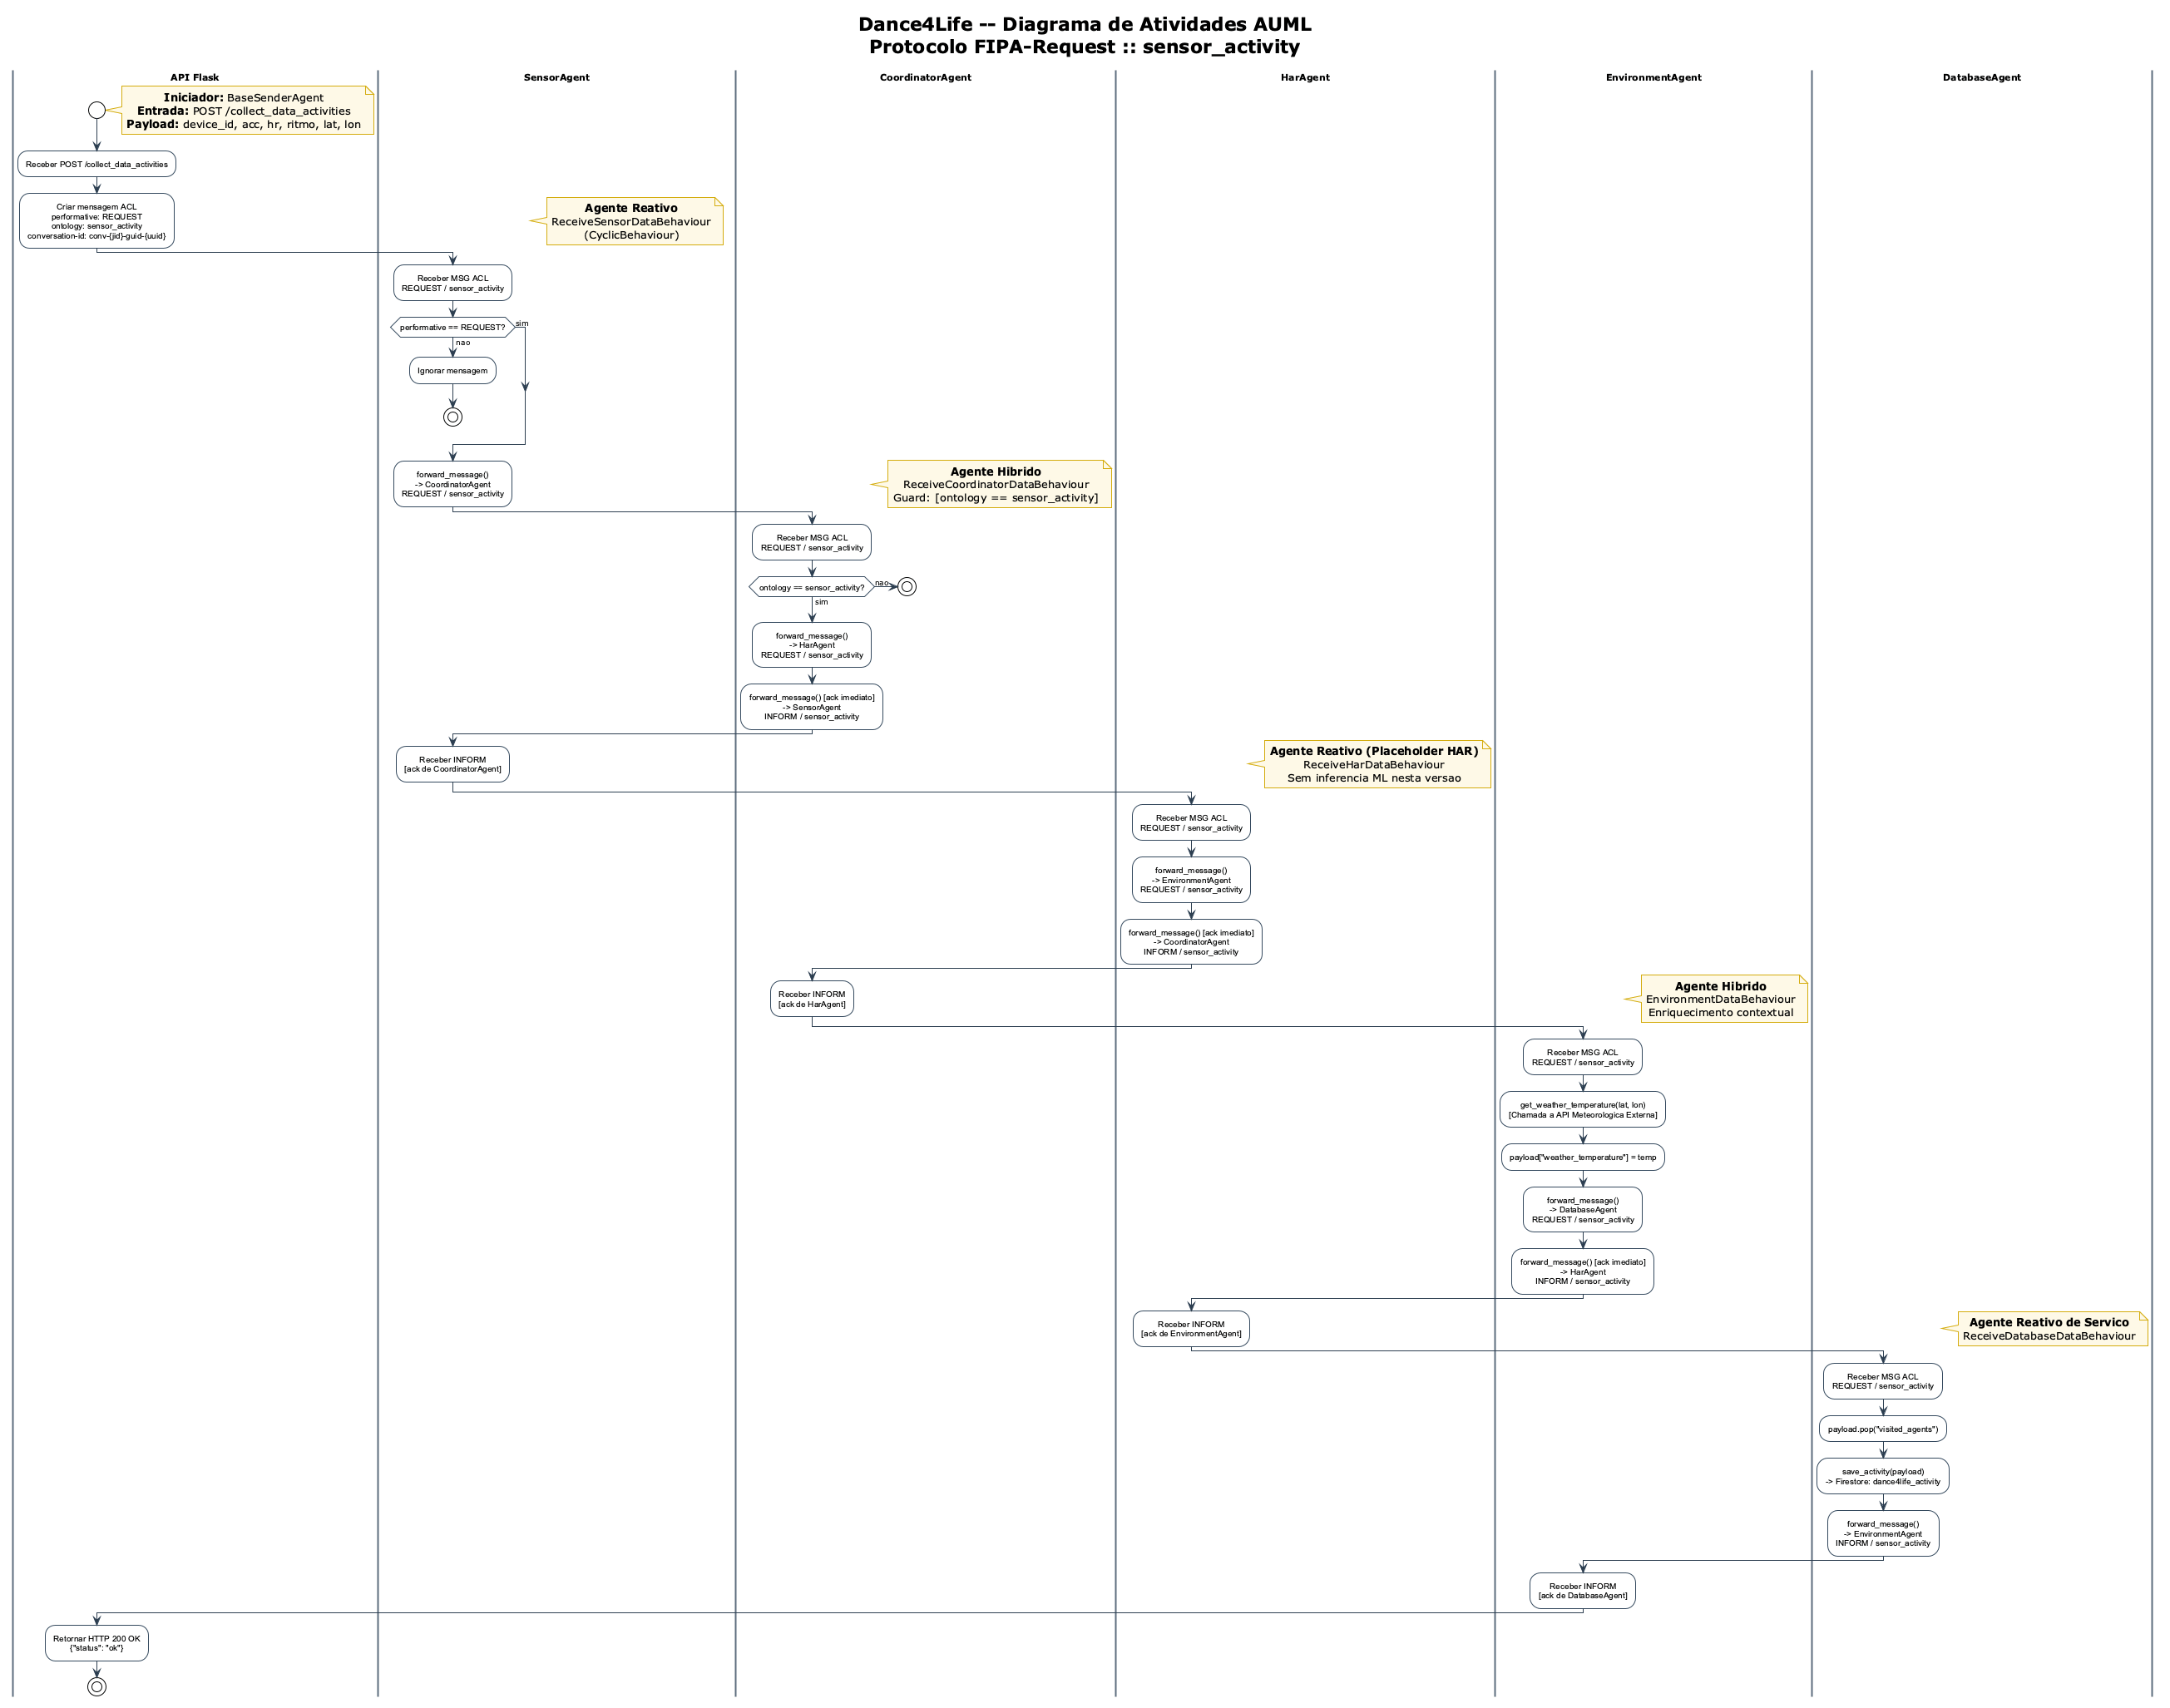 Dance4Life -- Diagrama de Atividades AUML
Protocolo FIPA-Request :: sensor_activity
API Flask
SensorAgent
CoordinatorAgent
HarAgent
EnvironmentAgent
DatabaseAgent
Iniciador: BaseSenderAgent
Entrada: POST /collect_data_activities
Payload: device_id, acc, hr, ritmo, lat, lon
Receber POST /collect_data_activities
Criar mensagem ACL
performative: REQUEST
ontology: sensor_activity
conversation-id: conv-{jid}-guid-{uuid}
Agente Reativo
ReceiveSensorDataBehaviour
(CyclicBehaviour)
Receber MSG ACL
REQUEST / sensor_activity
performative == REQUEST?
sim
nao
Ignorar mensagem
forward_message()
-> CoordinatorAgent
REQUEST / sensor_activity
Agente Hibrido
ReceiveCoordinatorDataBehaviour
Guard: [ontology == sensor_activity]
Receber MSG ACL
REQUEST / sensor_activity
ontology == sensor_activity?
nao
sim
forward_message()
-> HarAgent
REQUEST / sensor_activity
forward_message() [ack imediato]
-> SensorAgent
INFORM / sensor_activity
Receber INFORM
[ack de CoordinatorAgent]
Agente Reativo (Placeholder HAR)
ReceiveHarDataBehaviour
Sem inferencia ML nesta versao
Receber MSG ACL
REQUEST / sensor_activity
forward_message()
-> EnvironmentAgent
REQUEST / sensor_activity
forward_message() [ack imediato]
-> CoordinatorAgent
INFORM / sensor_activity
Receber INFORM
[ack de HarAgent]
Agente Hibrido
EnvironmentDataBehaviour
Enriquecimento contextual
Receber MSG ACL
REQUEST / sensor_activity
get_weather_temperature(lat, lon)
[Chamada a API Meteorologica Externa]
payload["weather_temperature"] = temp
forward_message()
-> DatabaseAgent
REQUEST / sensor_activity
forward_message() [ack imediato]
-> HarAgent
INFORM / sensor_activity
Receber INFORM
[ack de EnvironmentAgent]
Agente Reativo de Servico
ReceiveDatabaseDataBehaviour
Receber MSG ACL
REQUEST / sensor_activity
payload.pop("visited_agents")
save_activity(payload)
-> Firestore: dance4life_activity
forward_message()
-> EnvironmentAgent
INFORM / sensor_activity
Receber INFORM
[ack de DatabaseAgent]
Retornar HTTP 200 OK
{"status": "ok"}